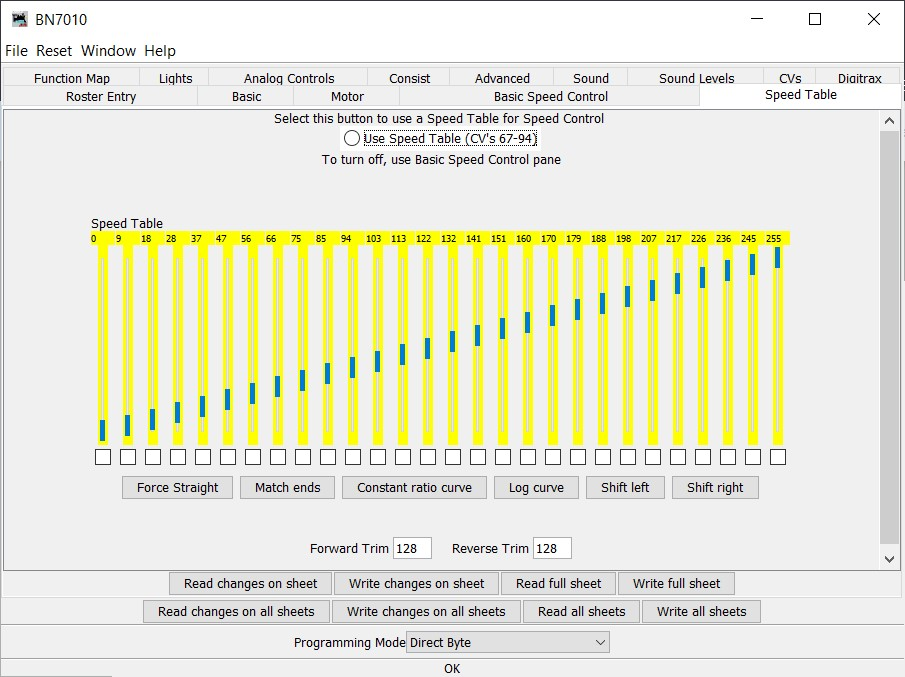 BN7010
File Reset Window Help
Function Map Lights Analog Controls Consist Advanced Sound Sound Levels CVs Digitrax
Roster Entry Basic Motor Basic Speed Control Speed Table
Select this button to use a Speed Table for Speed Control
Use Speed Table (CV's 67-94)
To turn off, use Basic Speed Control pane
Speed Table
0 9 18 28 37 47 56 66 75 85 94 103 113 122 132 141 151 160 170 179 188 198 207 217 226 236 245 255
Force Straight Match ends Constant ratio curve Log curve Shift left Shift right
Forward Trim 128 Reverse Trim 128
Read changes on sheet Write changes on sheet Read full sheet Write full sheet
Read changes on all sheets Write changes on all sheets Read all sheets Write all sheets
Programming Mode Direct Byte
OK